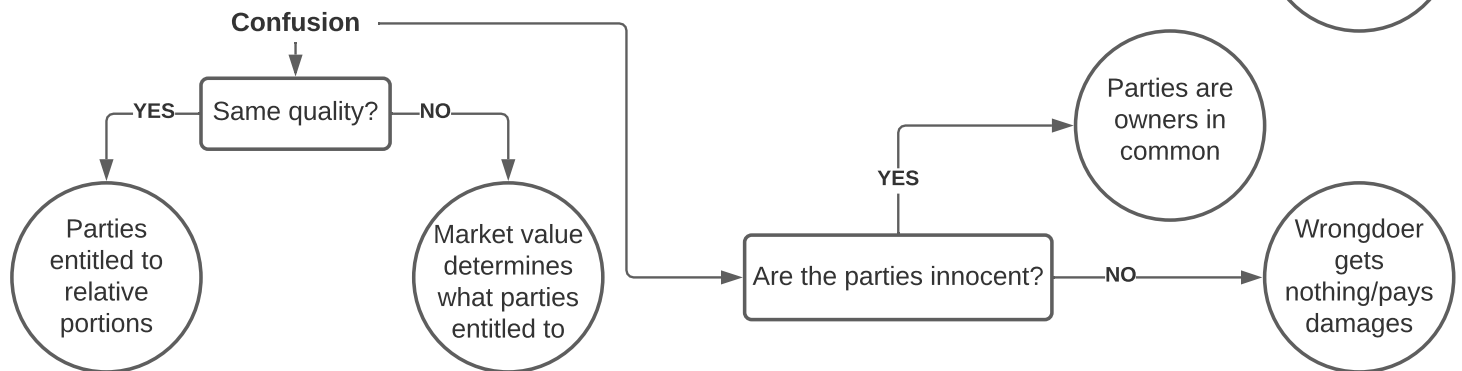 Confusion
Same quality?
YES
NO
Parties
entitled to
relative
portions
Market value
determines
what parties
entitled to
Are the parties innocent?
YES
NO
Parties are
owners in
common
Wrongdoer
gets
nothing/pays
damages